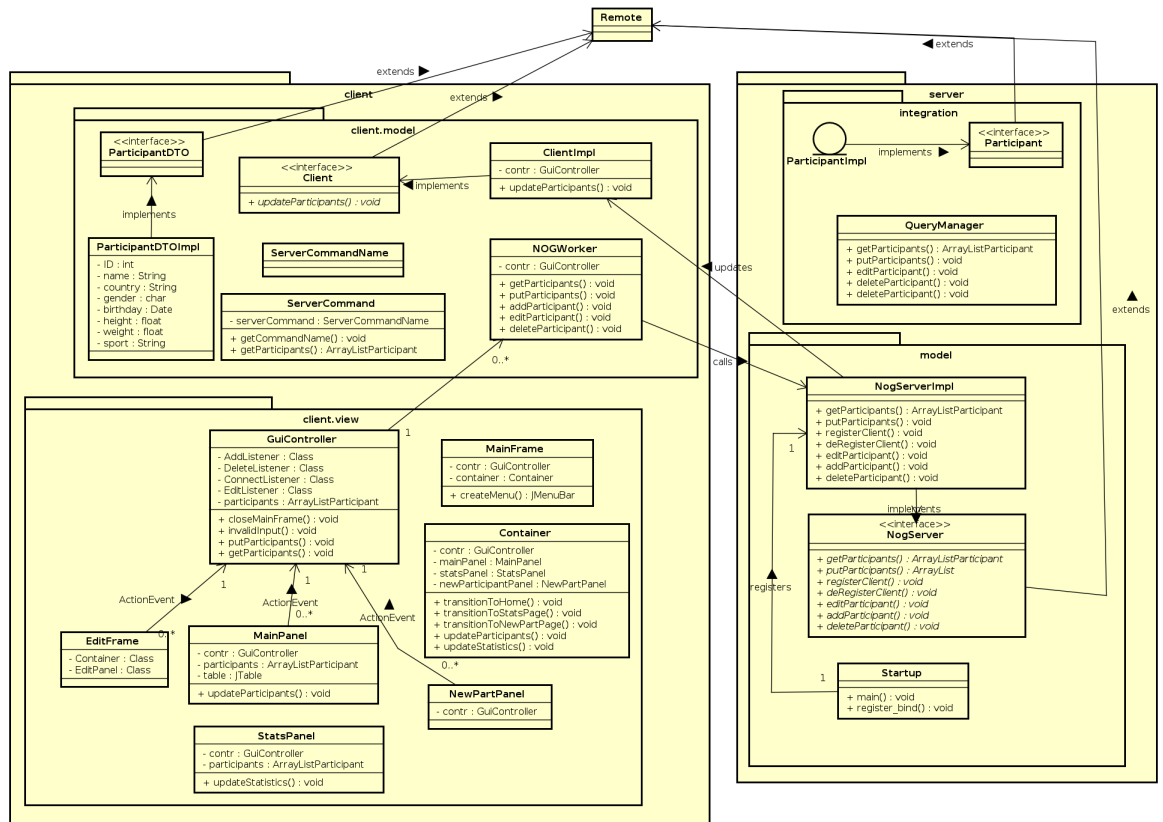 Remote
extends
extends
extends
extends
client
client.model
<<interface>>
ParticipantDTO
<<interface>>
Client
+ updateParticipants() : void
ClientImpl
- contr : GuiController
+ updateParticipants() : void
implements
implements
ParticipantDTOImpl
- ID : int
- name : String
- country : String
- gender : char
- birthday : Date
- height : float
- weight : float
- sport : String
ServerCommandName
ServerCommand
- serverCommand : ServerCommandName
+ getCommandName() : void
+ getParticipants() : ArrayListParticipant
NOGWorker
- contr : GuiController
+ getParticipants() : void
+ putParticipants() : void
+ addParticipant() : void
+ editParticipant() : void
+ deleteParticipant() : void
0..*
1
updates
calls
client.view
GuiController
- AddListener : Class
- DeleteListener : Class
- ConnectListener : Class
- EditListener : Class
- participants : ArrayListParticipant
+ closeMainFrame() : void
+ invalidInput() : void
+ putParticipants() : void
+ getParticipants() : void
MainFrame
- contr : GuiController
- container : Container
+ createMenu() : JMenuBar
Container
- contr : GuiController
- mainPanel : MainPanel
- statsPanel : StatsPanel
- newParticipantPanel : NewPartPanel
+ transitionToHome() : void
+ transitionToStatsPage() : void
+ transitionToNewPartPage() : void
+ updateParticipants() : void
+ updateStatistics() : void
1
1
1
ActionEvent
ActionEvent
ActionEvent
0..*
0..*
0..*
EditFrame
- Container : Class
- EditPanel : Class
MainPanel
- contr : GuiController
- participants : ArrayListParticipant
- table : JTable
+ updateParticipants() : void
NewPartPanel
- contr : GuiController
StatsPanel
- contr : GuiController
- participants : ArrayListParticipant
+ updateStatistics() : void
server
integration
ParticipantImpl
implements
<<interface>>
Participant
QueryManager
+ getParticipants() : ArrayListParticipant
+ putParticipants() : void
+ editParticipant() : void
+ deleteParticipant() : void
+ deleteParticipant() : void
model
NogServerImpl
+ getParticipants() : ArrayListParticipant
+ putParticipants() : void
+ registerClient() : void
+ deRegisterClient() : void
+ editParticipant() : void
+ addParticipant() : void
+ deleteParticipant() : void
1
implements
<<interface>>
NogServer
+ getParticipants() : ArrayListParticipant
+ putParticipants() : ArrayList
+ registerClient() : void
+ deRegisterClient() : void
+ editParticipant() : void
+ addParticipant() : void
+ deleteParticipant() : void
registers
1
Startup
+ main() : void
+ register_bind() : void